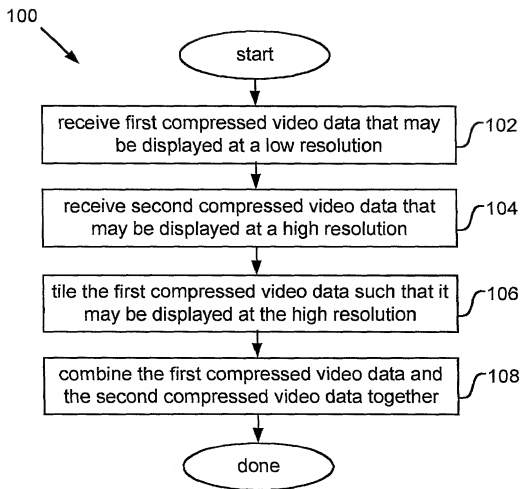 100
start
receive first compressed video data that may
be displayed at a low resolution
102
receive second compressed video data that
may be displayed at a high resolution
104
tile the first compressed video data such that it
may be displayed at the high resolution
106
combine the first compressed video data and
the second compressed video data together
108
done